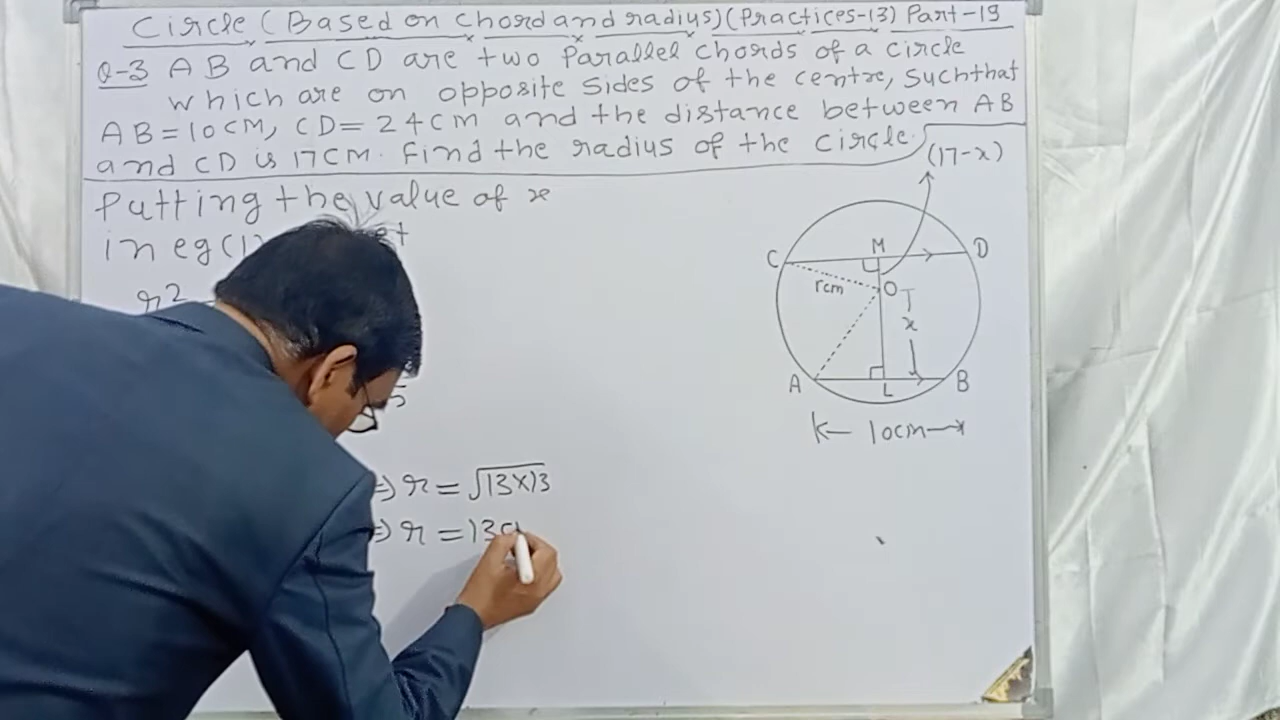 Circle (Based on chord and radius) (Practices-13) Part-19
Q-3 AB and CD are two Parallel chords of a circle
which are on opposite sides of the centre, such that
AB=10CM, CD=24CM and the distance between AB
and CD is 17CM. Find the radius of the circle.
(17-x)
Putting the value of x
in eg(1)
r2
5
⇒ r = √13×13
⇒ r = 13
C M D
rcm O
x
A L B
10cm